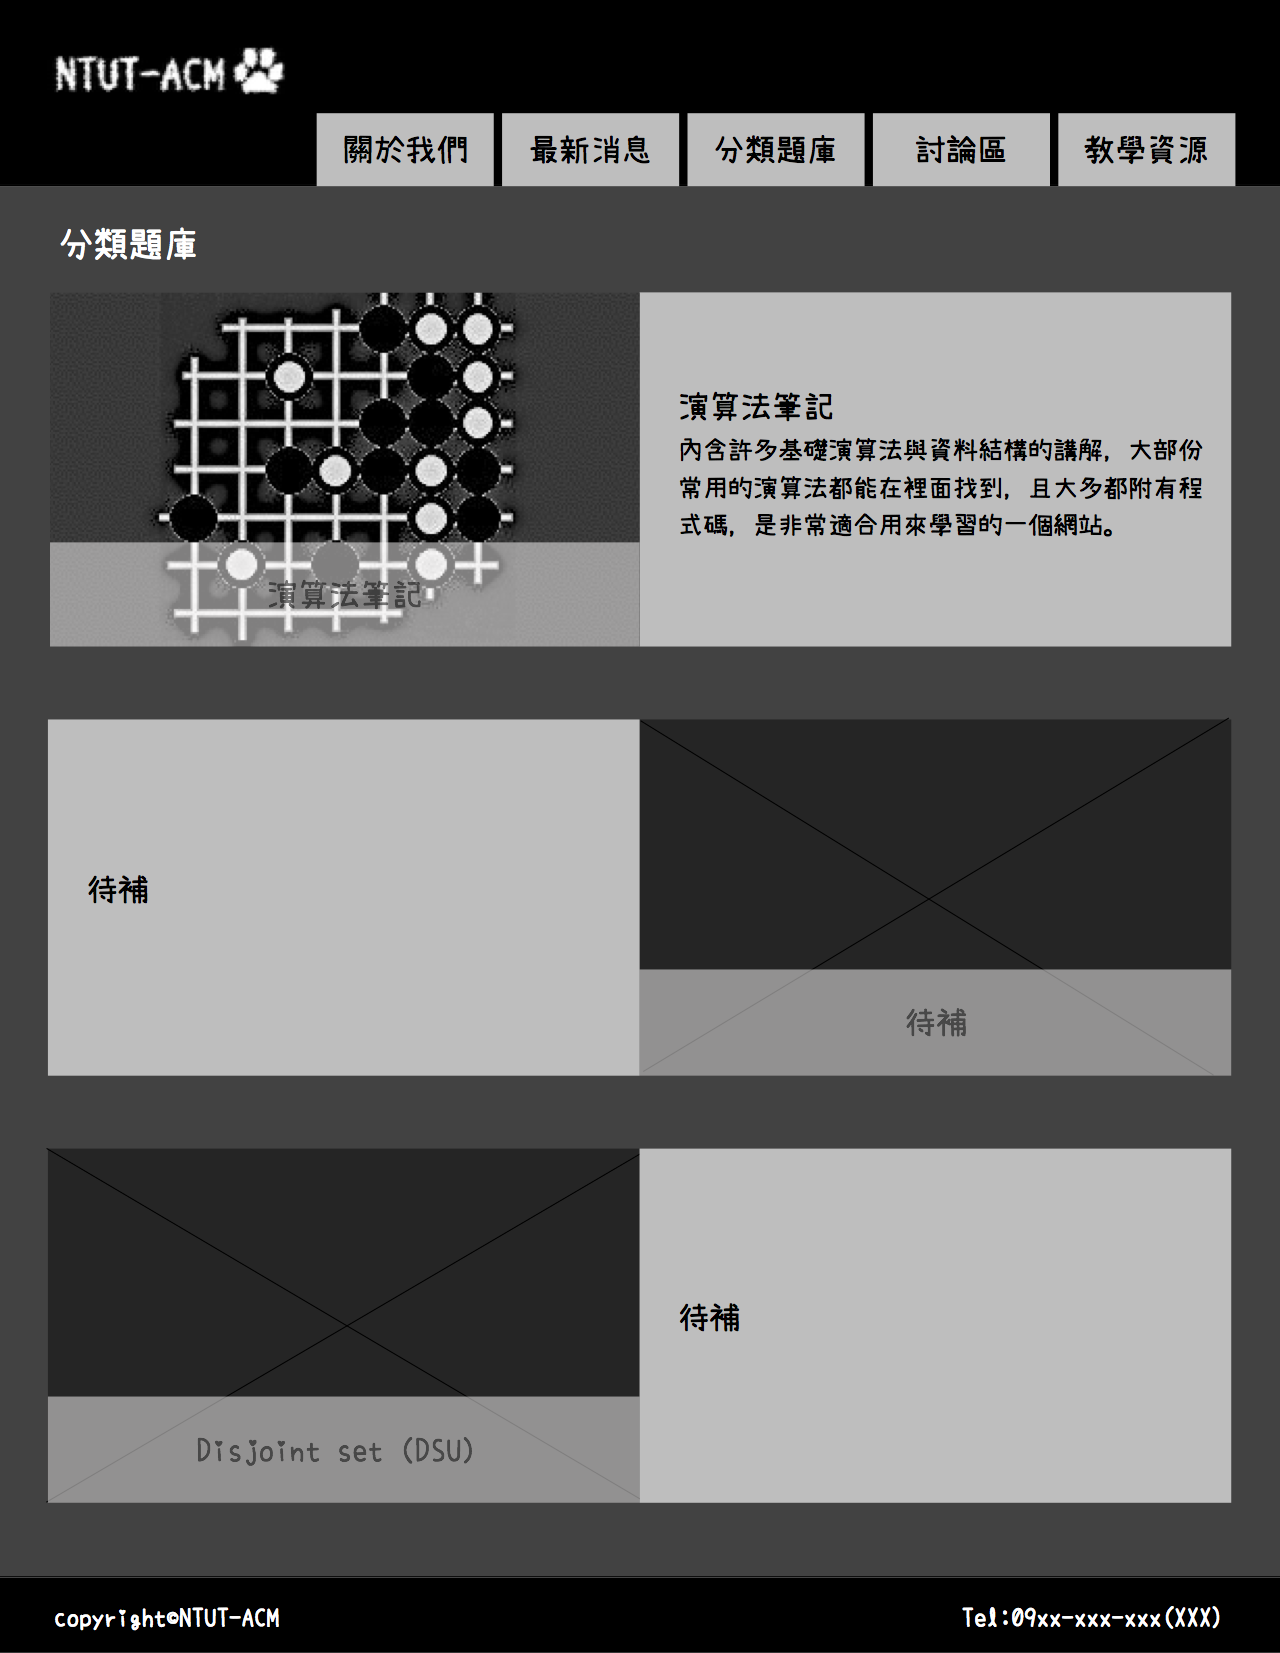 NTUT-ACM
關於我們 最新消息 分類題庫 討論區 教學資源
分類題庫
演算法筆記
內含許多基礎演算法與資料結構的講解，大部份
常用的演算法都能在裡面找到，且大多都附有程
式碼，是非常適合用來學習的一個網站。
演算法筆記
待補
待補
Disjoint set (DSU)
待補
copyright©NTUT-ACM
Tel:09xx-xxx-xxx(XXX)